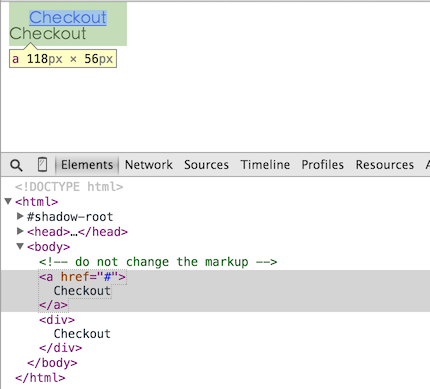 Checkout
Checkout
a 118px × 56px
Elements Network Sources Timeline Profiles Resources
<!DOCTYPE html>
<html>
#shadow-root
<head>…</head>
<body>
<!-- do not change the markup -->
<a href="#">
Checkout
</a>
<div>
Checkout
</div>
</body>
</html>